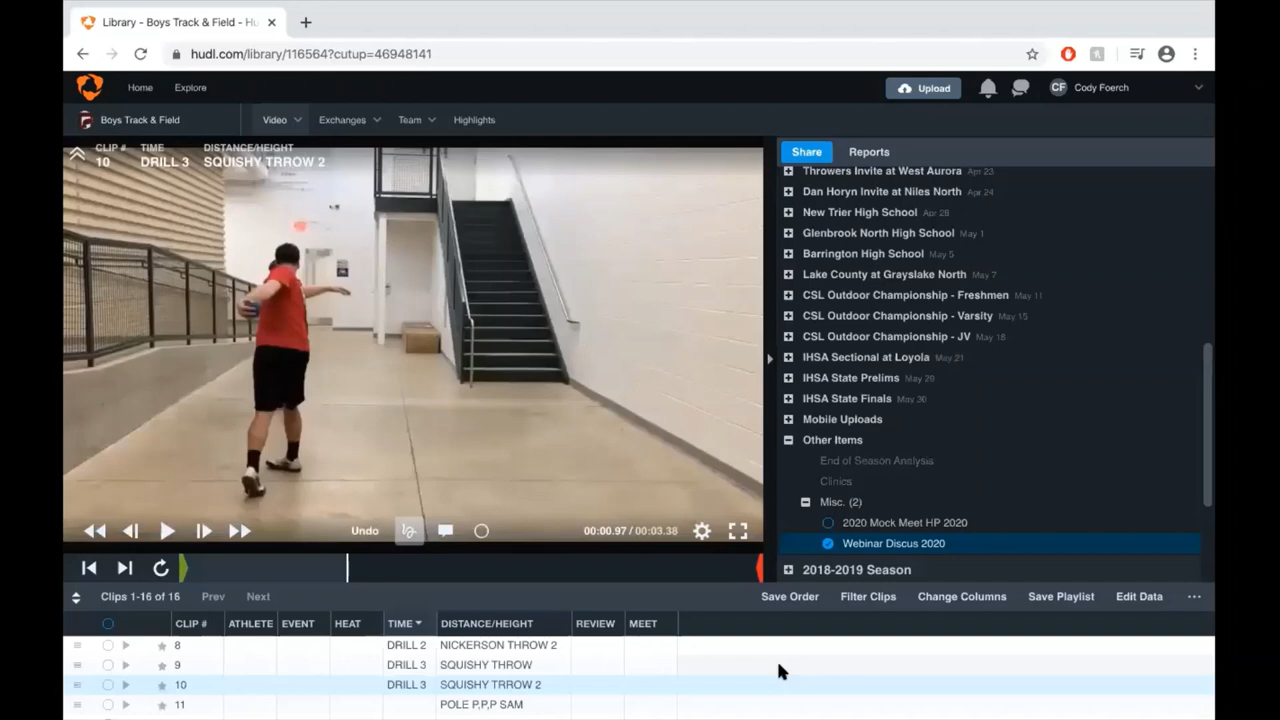 Library - Boys Track & Field - Hu
hudl.com/library/116564?cutup=46948141
Home Explore Upload CF Cody Foerch
Boys Track & Field Video Exchanges Team Highlights
CLIP # TIME DISTANCE/HEIGHT
10 DRILL 3 SQUISHY TRROW 2
Share Reports
Throwers Invite at West Aurora Apr 23
Dan Horyn Invite at Niles North Apr 24
New Trier High School Apr 28
Glenbrook North High School May 1
Barrington High School May 5
Lake County at Grayslake North May 7
CSL Outdoor Championship - Freshmen May 11
CSL Outdoor Championship - Varsity May 15
CSL Outdoor Championship - JV May 18
IHSA Sectional at Loyola May 21
IHSA State Prelims May 29
IHSA State Finals May 30
Mobile Uploads
Other Items
End of Season Analysis
Clinics
Misc. (2)
2020 Mock Meet HP 2020
Webinar Discus 2020
2018-2019 Season
Undo 00:00.97 / 00:03.38
Clips 1-16 of 16 Prev Next Save Order Filter Clips Change Columns Save Playlist Edit Data
CLIP # ATHLETE EVENT HEAT TIME DISTANCE/HEIGHT REVIEW MEET
8 DRILL 2 NICKERSON THROW 2
9 DRILL 3 SQUISHY THROW
10 DRILL 3 SQUISHY TRROW 2
11 POLE P,P,P SAM